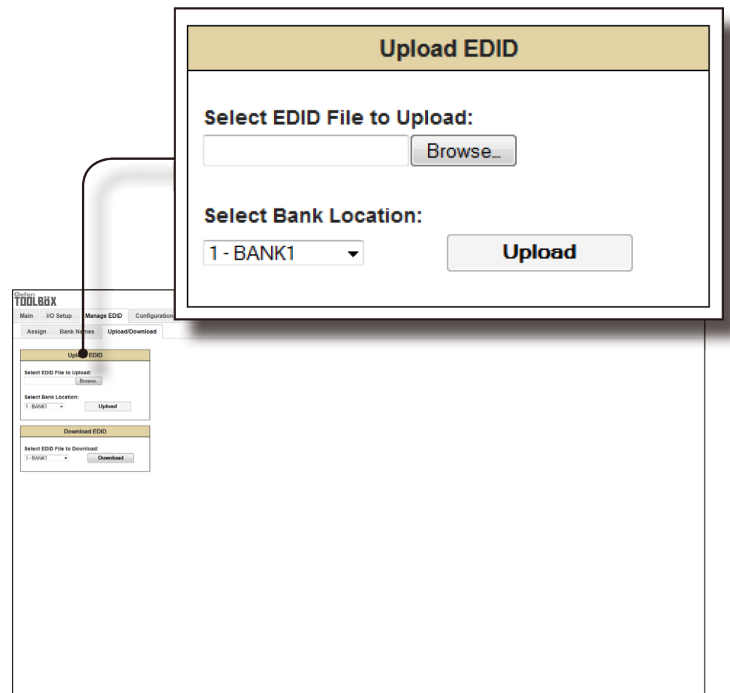 Upload EDID
Select EDID File to Upload:
Browse...
Select Bank Location:
1 - BANK1
Upload
Gefen
TOOLBOX
Main I/O Setup Manage EDID Configuration
Assign Bank Names Upload/Download
Upload EDID
Select EDID File to Upload:
Browse...
Select Bank Location:
1 - BANK1 Upload
Download EDID
Select EDID File to Download:
1 - BANK1 Download